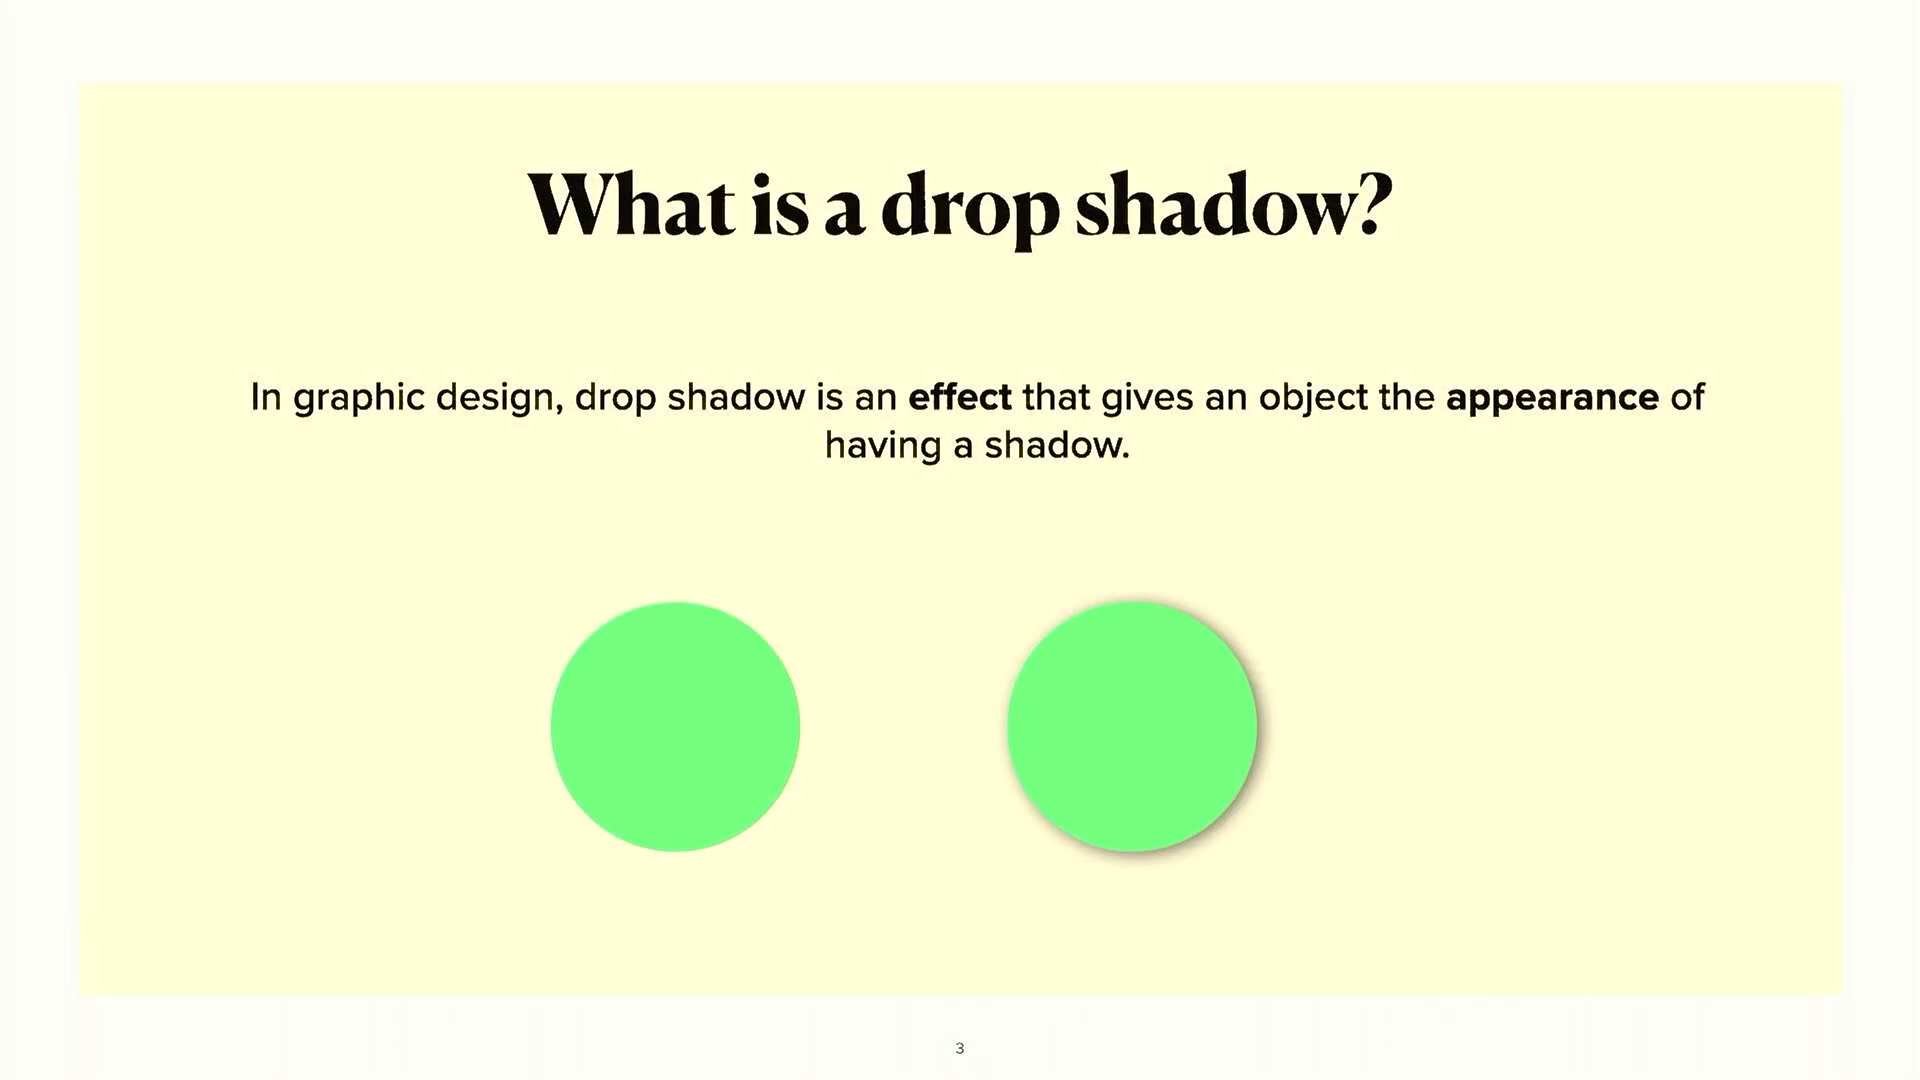 What is a drop shadow?
In graphic design, drop shadow is an effect that gives an object the appearance of
having a shadow.
3